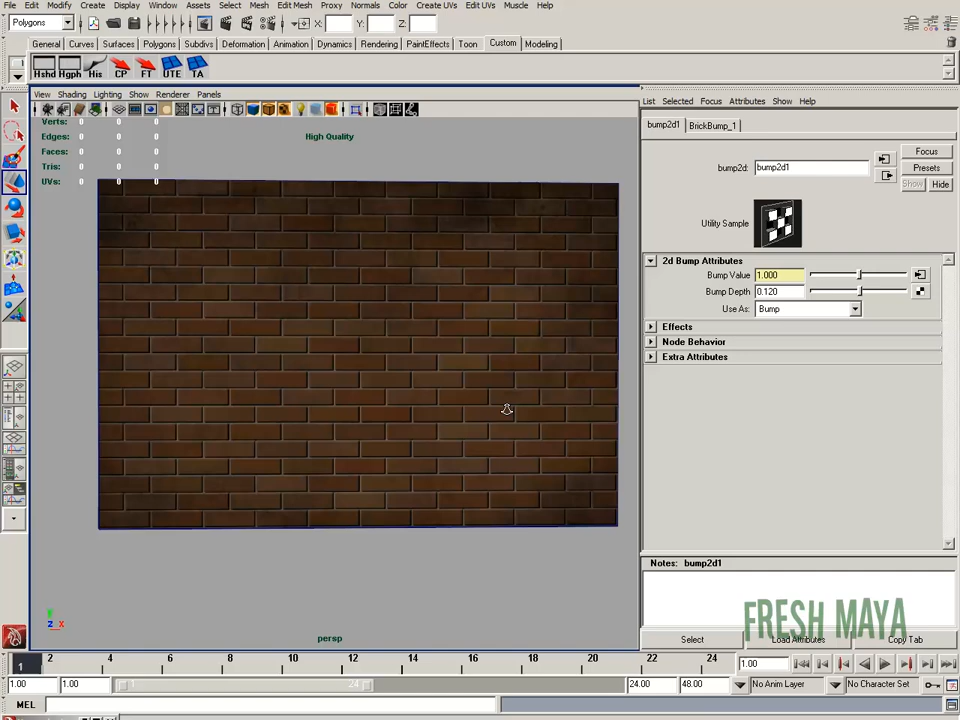 File Edit Modify Create Display Window Assets Select Mesh Edit Mesh Proxy Normals Color Create UVs Edit UVs Muscle Help
Polygons X: Y: Z:
General Curves Surfaces Polygons Subdivs Deformation Animation Dynamics Rendering PaintEffects Toon Custom Modeling
Hshd Hgph His CP FT UTE TA
View Shading Lighting Show Renderer Panels
List Selected Focus Attributes Show Help
Verts: 0 0 0
Edges: 0 0 0
High Quality
Faces: 0 0 0
Tris: 0 0 0
UVs: 0 0 0
bump2d1 BrickBump_1
Focus
bump2d: bump2d1
Presets
Show Hide
Utility Sample
2d Bump Attributes
Bump Value 1.000
Bump Depth 0.120
Use As: Bump
Effects
Node Behavior
Extra Attributes
Notes: bump2d1
FRESH MAYA
Select Load Attributes Copy Tab
persp
Y
Z X
1 2 4 6 8 10 12 14 16 18 20 22 24 1.00
1.00 1.00 1 24 24.00 48.00 No Anim Layer No Character Set
MEL